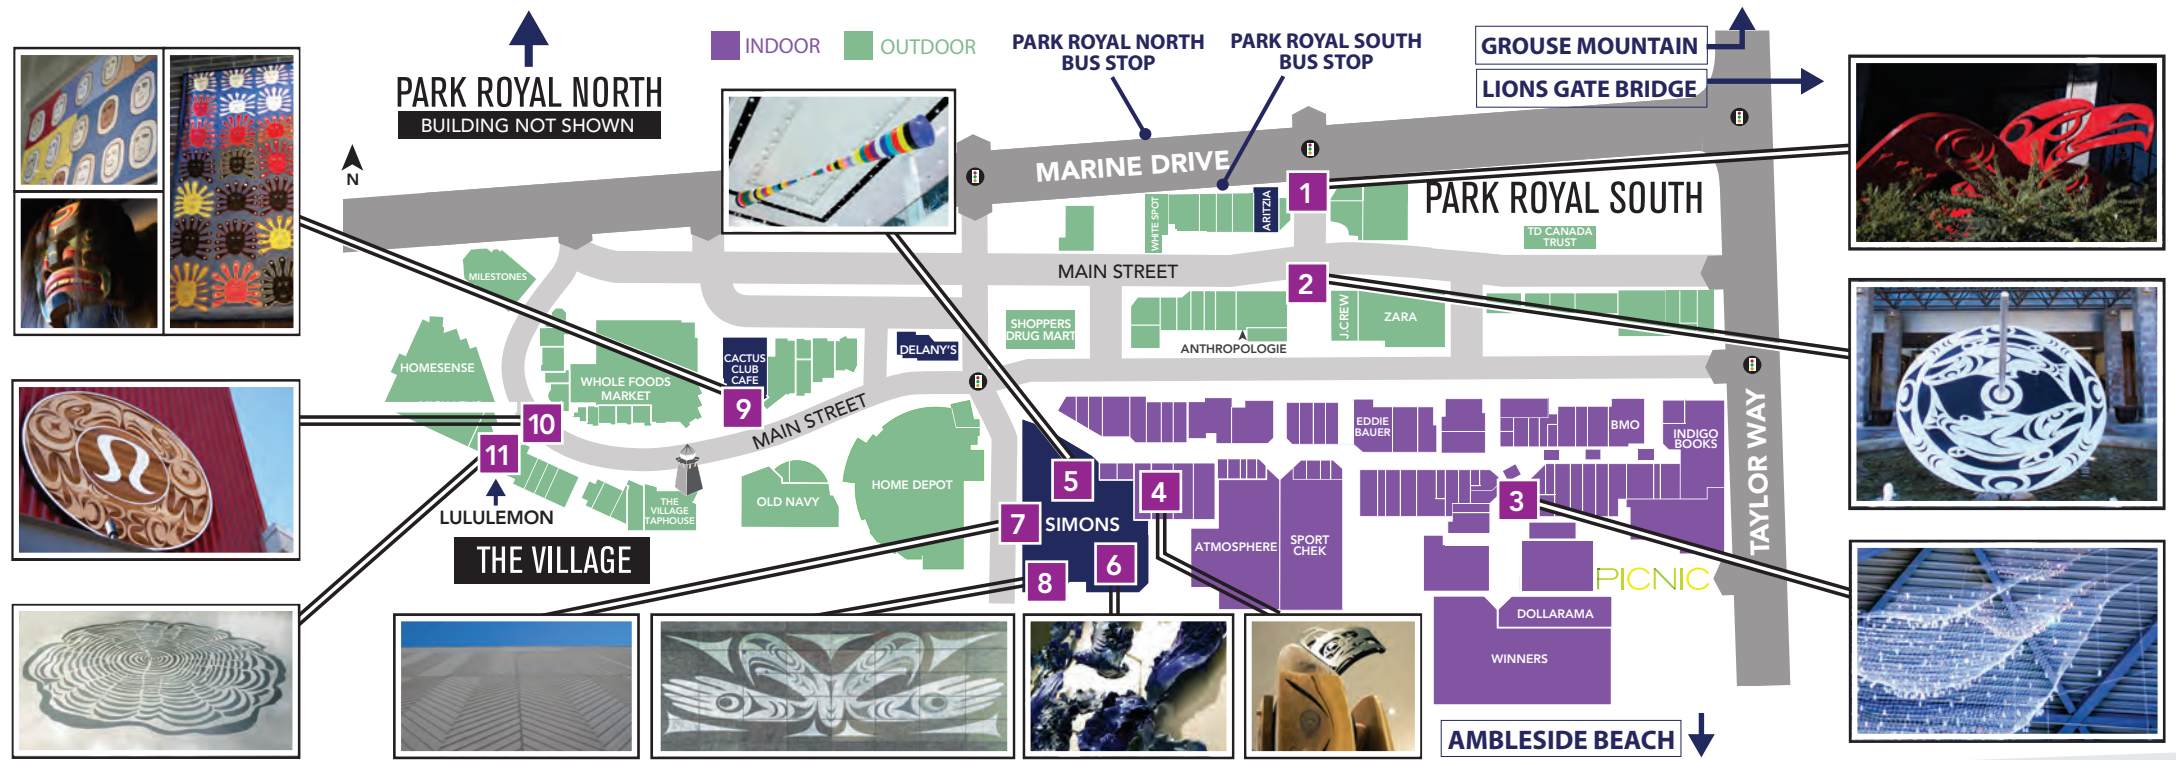 INDOOR
OUTDOOR
PARK ROYAL NORTH
BUS STOP
PARK ROYAL SOUTH
BUS STOP
GROUSE MOUNTAIN
LIONS GATE BRIDGE
PARK ROYAL NORTH
BUILDING NOT SHOWN
N
MARINE DRIVE
1
PARK ROYAL SOUTH
WHITE SPOT
ARITZIA
TD CANADA
TRUST
MILESTONES
MAIN STREET
2
SHOPPERS
DRUG MART
J.CREW
ZARA
ANTHROPOLOGIE
HOMESENSE
WHOLE FOODS
MARKET
CACTUS
CLUB
CAFE
DELANY'S
9
MAIN STREET
10
11
LULULEMON
THE VILLAGE
THE
VILLAGE
TAPHOUSE
OLD NAVY
HOME DEPOT
EDDIE
BAUER
BMO
INDIGO
BOOKS
TAYLOR WAY
5
4
3
7
SIMONS
6
8
ATMOSPHERE
SPORT
CHEK
PICNIC
DOLLARAMA
WINNERS
AMBLESIDE BEACH